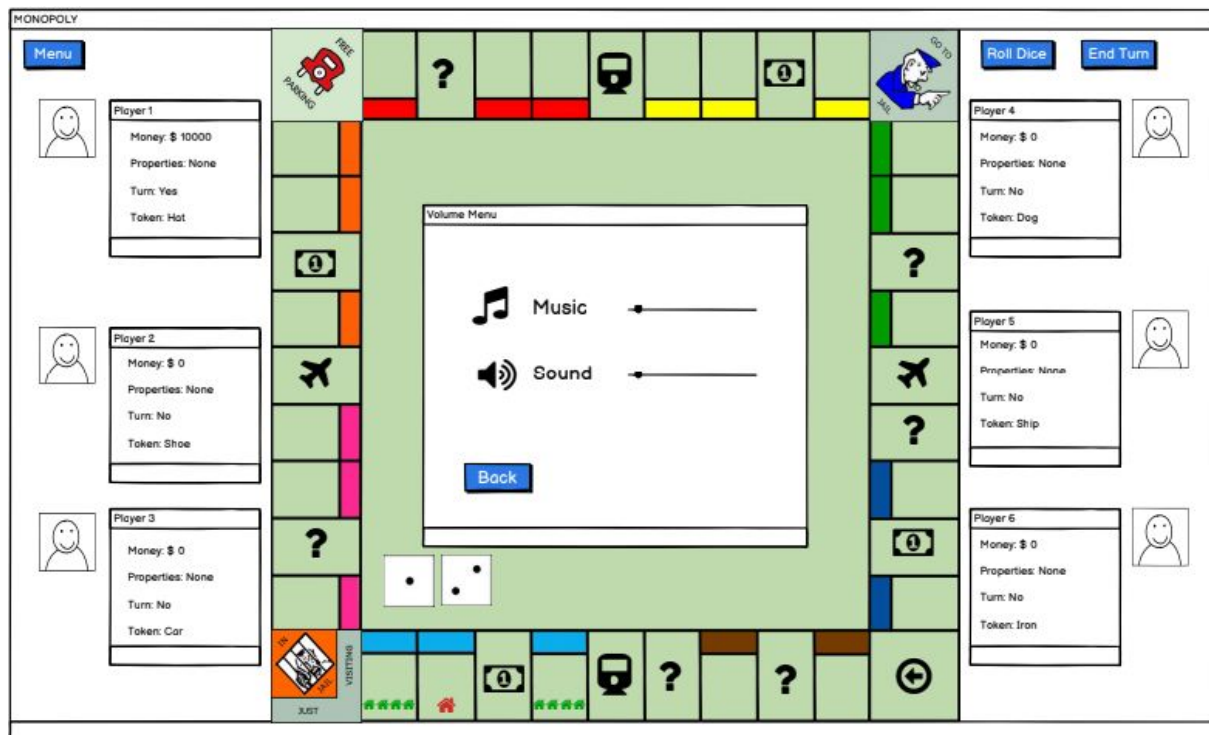 MONOPOLY
Menu
Roll Dice
End Turn
FREE
PARKING
GO TO
JAIL
Player 1
Money: $ 10000
Properties: None
Turn: Yes
Token: Hat
Player 2
Money: $ 0
Properties: None
Turn: No
Token: Shoe
Player 3
Money: $ 0
Properties: None
Turn: No
Token: Car
?
1
1
?
?
1
?
?
?
1
?
Volume Menu
Music
Sound
Back
IN
JAIL
VISITING
JUST
Player 4
Money: $ 0
Properties: None
Turn: No
Token: Dog
Player 5
Money: $ 0
Properties: None
Turn: No
Token: Ship
Player 6
Money: $ 0
Properties: None
Turn: No
Token: Iron